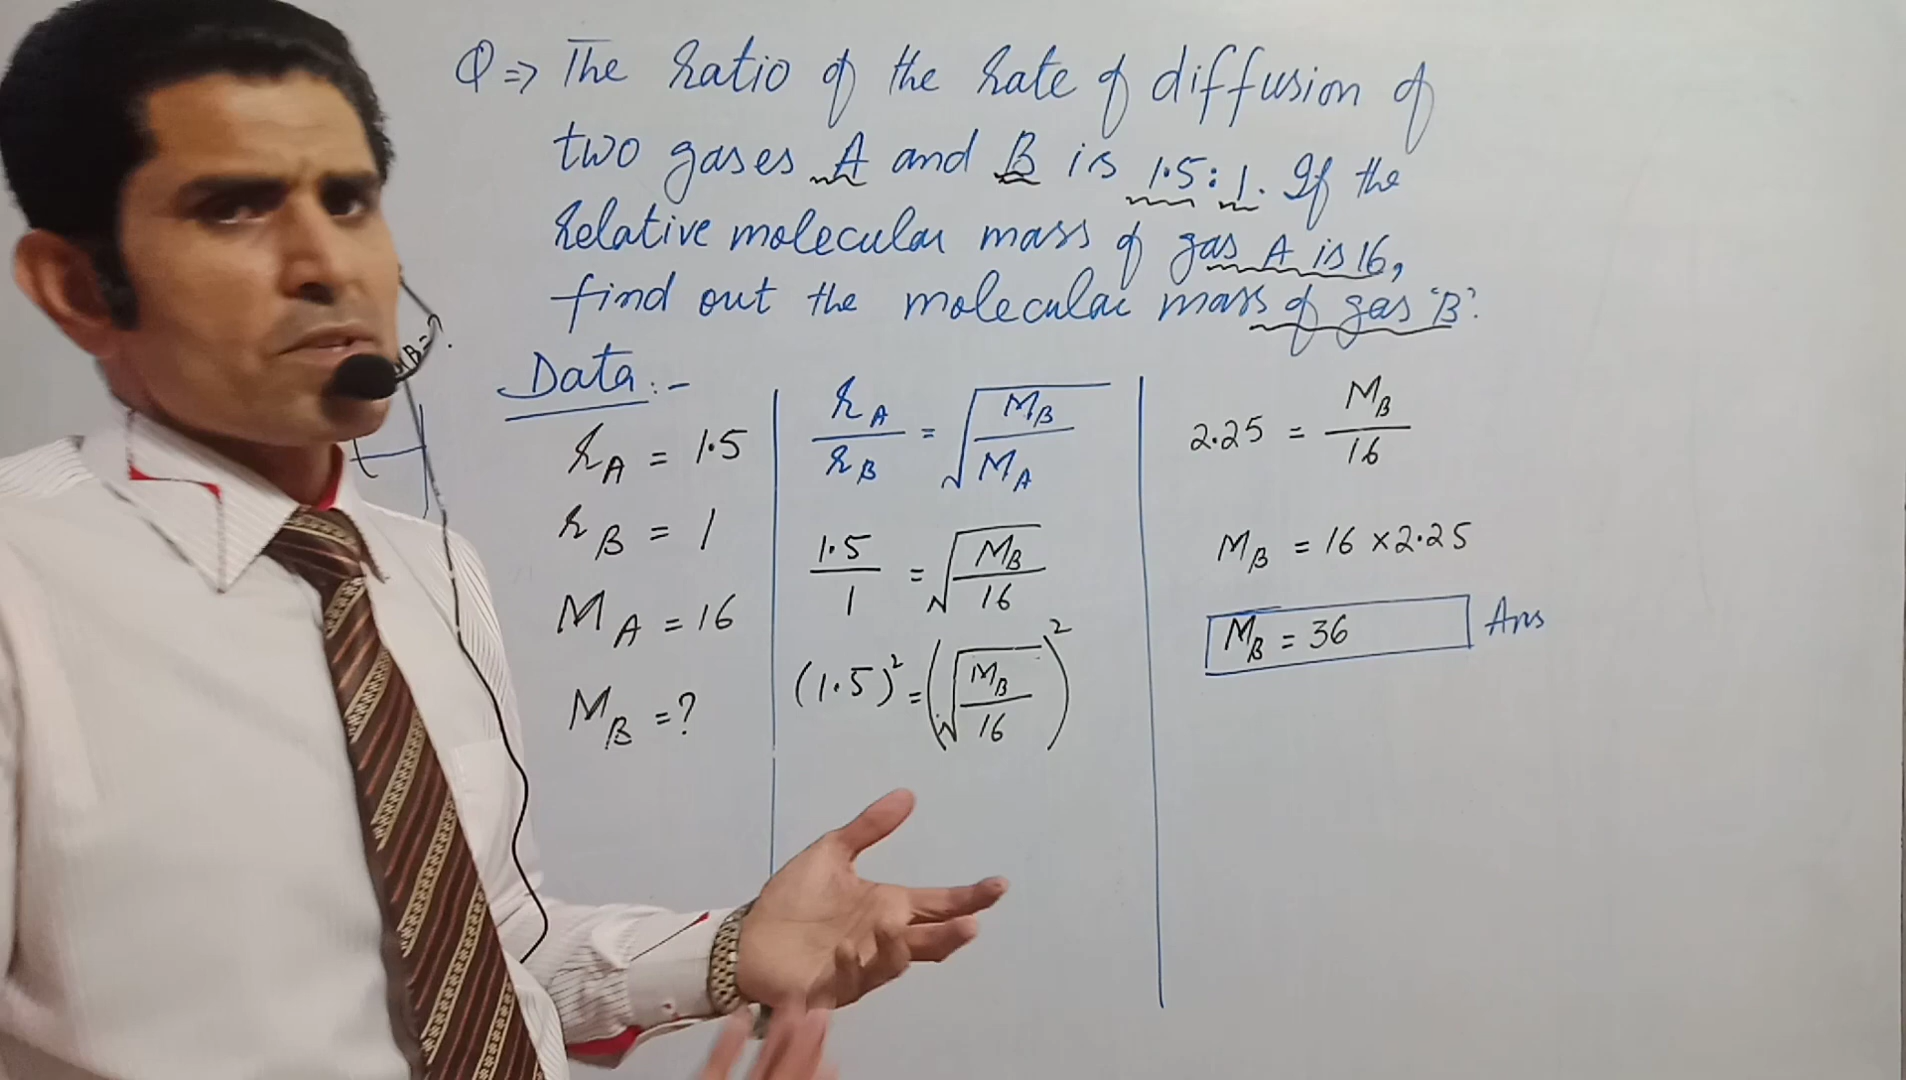 Q => The ratio of the rate of diffusion of
two gases A and B is 1.5 : 1. If the
relative molecular mass of gas A is 16,
find out the molecular mass of gas 'B'.
Data :-
rA = 1.5
rB = 1
MA = 16
MB = ?
rA/rB = √(MB/MA)
1.5/1 = √(MB/16)
(1.5)² = (√(MB/16))²
2.25 = MB/16
MB = 16 × 2.25
MB = 36 Ans
MB = ?